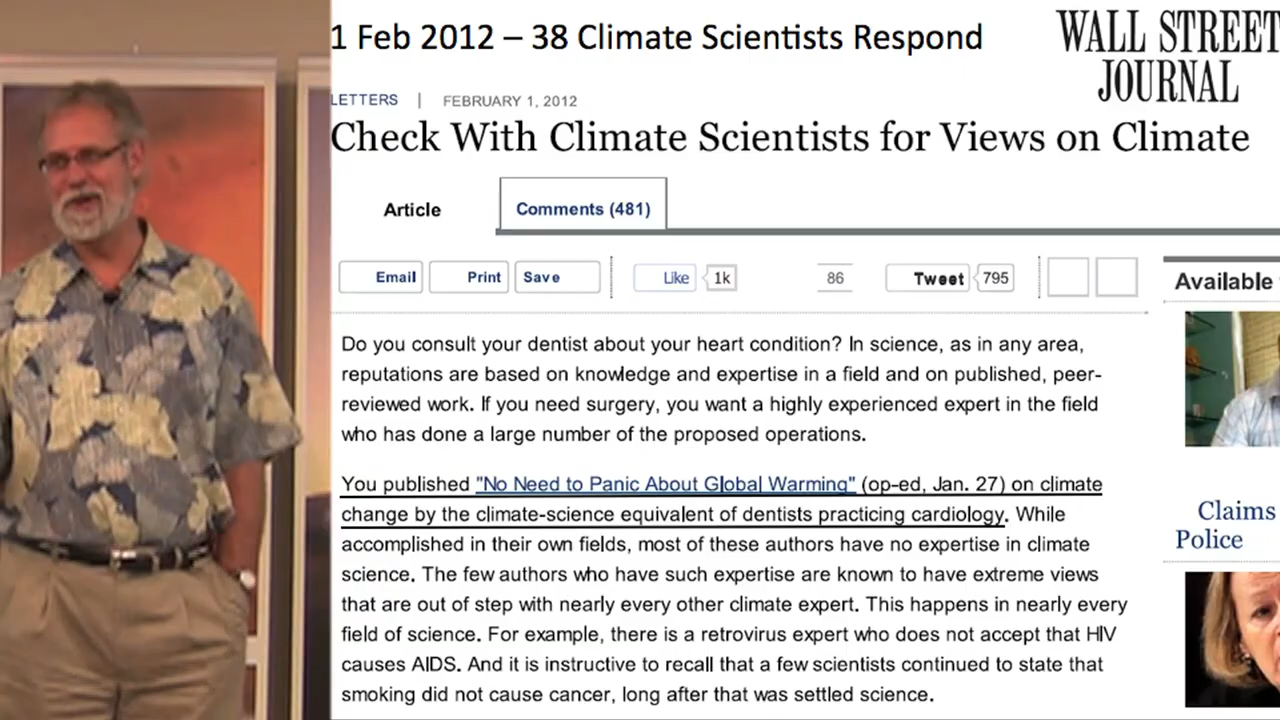 1 Feb 2012 – 38 Climate Scientists Respond
WALL STREET
JOURNAL
LETTERS | FEBRUARY 1, 2012
Check With Climate Scientists for Views on Climate
Article
Comments (481)
Email
Print
Save
Like
1k
86
Tweet
795
Available
Do you consult your dentist about your heart condition? In science, as in any area,
reputations are based on knowledge and expertise in a field and on published, peer-
reviewed work. If you need surgery, you want a highly experienced expert in the field
who has done a large number of the proposed operations.
You published "No Need to Panic About Global Warming" (op-ed, Jan. 27) on climate
change by the climate-science equivalent of dentists practicing cardiology. While
accomplished in their own fields, most of these authors have no expertise in climate
science. The few authors who have such expertise are known to have extreme views
that are out of step with nearly every other climate expert. This happens in nearly every
field of science. For example, there is a retrovirus expert who does not accept that HIV
causes AIDS. And it is instructive to recall that a few scientists continued to state that
smoking did not cause cancer, long after that was settled science.
Claims
Police